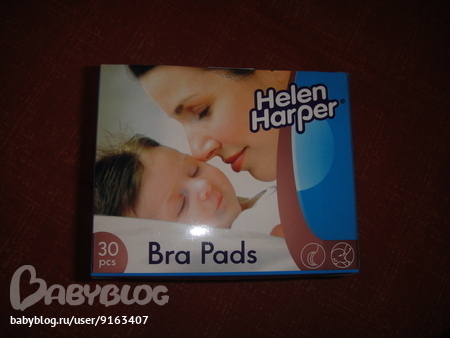 Helen
Harper®
30
pcs
Bra Pads
BABYBLOG
babyblog.ru/user/9163407